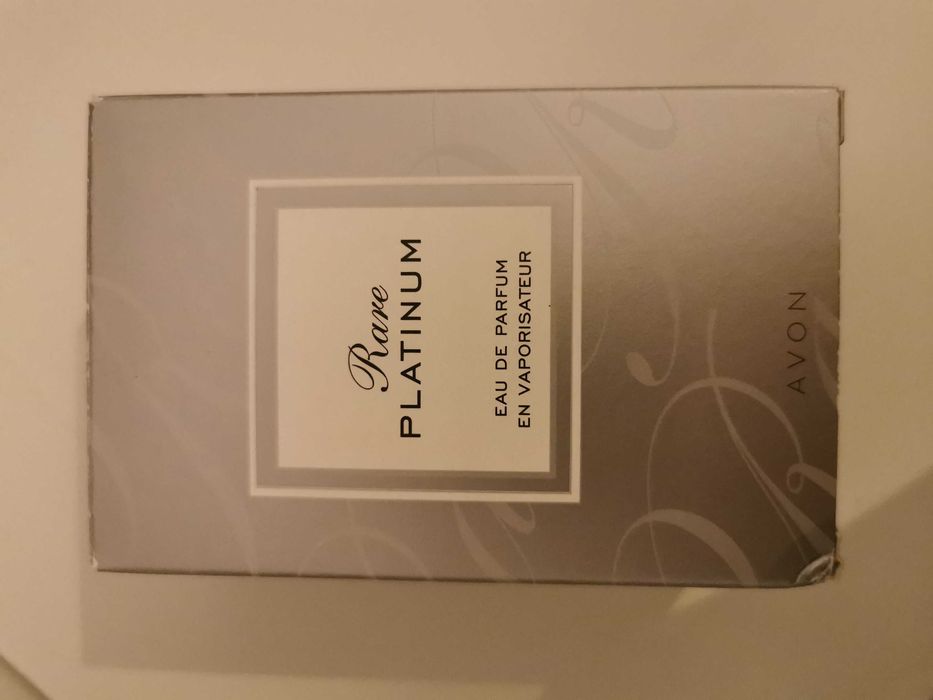 Rare
PLATINUM
EAU DE PARFUM
EN VAPORISATEUR
AVON